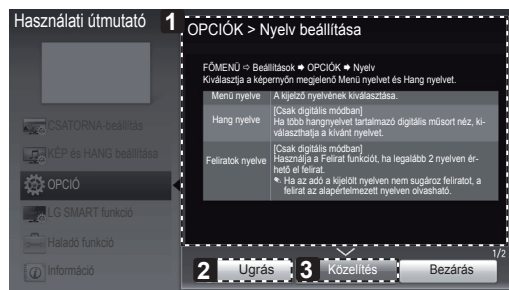 Használati útmutató
1
OPCIÓK > Nyelv beállítása
FŐMENÜ ⇨ Beállítások ➡ OPCIÓK ➡ Nyelv
Kiválasztja a képernyőn megjelenő Menü nyelvet és Hang nyelvet.
Menü nyelve A kijelző nyelvének kiválasztása.
Hang nyelve
[Csak digitális módban]
Ha több hangnyelvet tartalmazó digitális műsort néz, ki-
választhatja a kívánt nyelvet.
Feliratok nyelve
[Csak digitális módban]
Használja a Felirat funkciót, ha legalább 2 nyelven ér-
hető el felirat.
✎ Ha az adó a kijelölt nyelven nem sugároz feliratot, a
felirat az alapértelmezett nyelven olvasható.
CSATORNA-beállítás
KÉP és HANG beállítása
OPCIÓ
LG SMART funkció
Haladó funkció
Információ
1/2
2 Ugrás
3 Közelítés
Bezárás